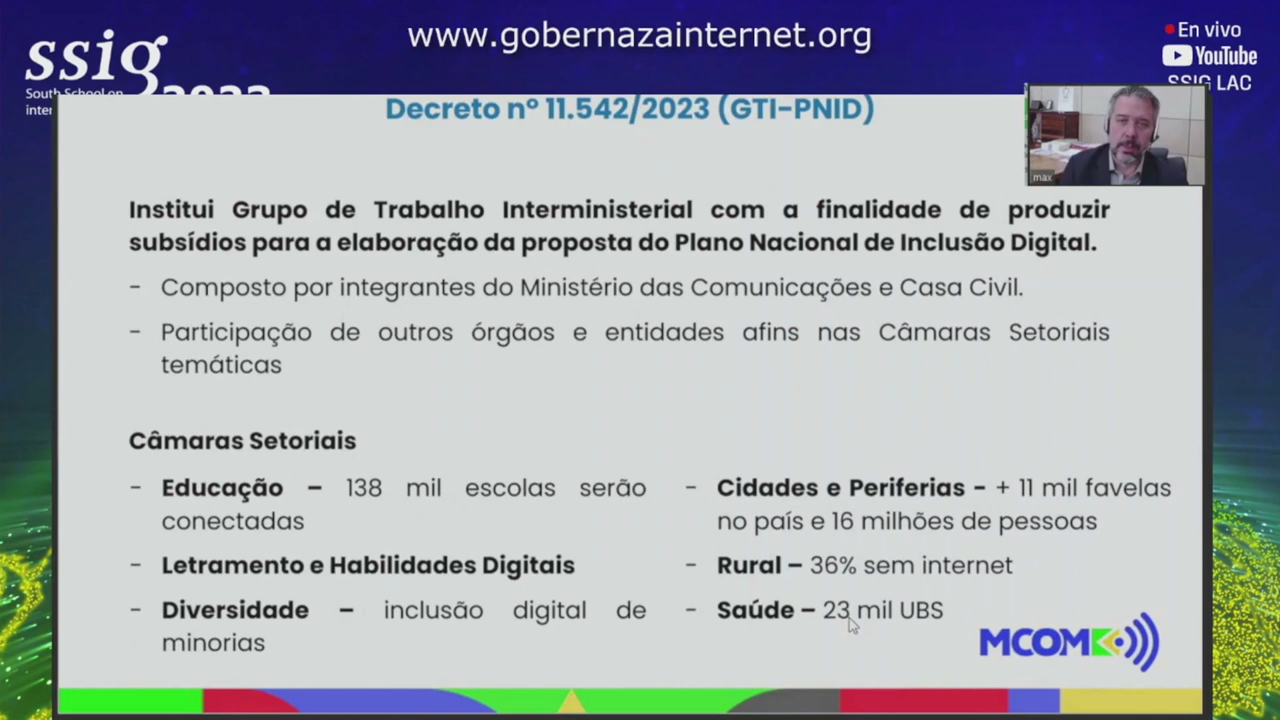 www.gobernazainternet.org
ssig
South School on
inter
En vivo
YouTube
SSIG LAC
Decreto nº 11.542/2023 (GTI-PNID)
max
Institui Grupo de Trabalho Interministerial com a finalidade de produzir
subsídios para a elaboração da proposta do Plano Nacional de Inclusão Digital.
- Composto por integrantes do Ministério das Comunicações e Casa Civil.
- Participação de outros órgãos e entidades afins nas Câmaras Setoriais
temáticas
Câmaras Setoriais
- Educação – 138 mil escolas serão
conectadas
- Letramento e Habilidades Digitais
- Diversidade – inclusão digital de
minorias
- Cidades e Periferias - + 11 mil favelas
no país e 16 milhões de pessoas
- Rural – 36% sem internet
- Saúde – 23 mil UBS
MCOM